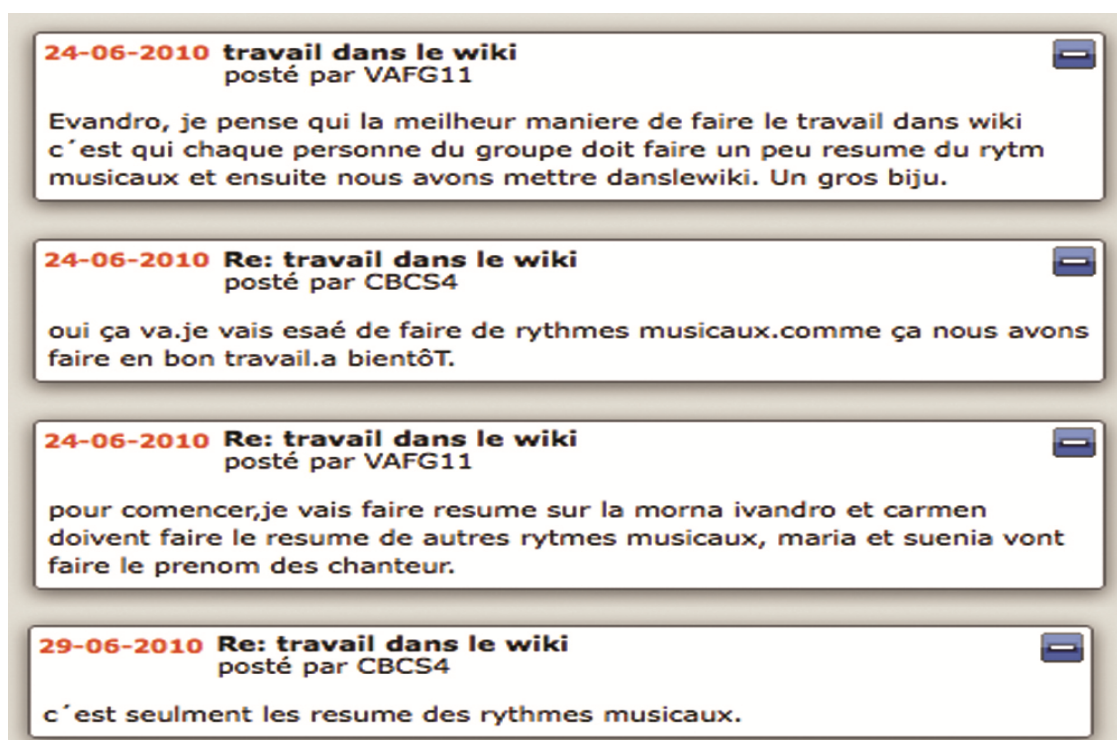 24-06-2010 travail dans le wiki
posté par VAFG11
Evandro, je pense qui la meilheur maniere de faire le travail dans wiki
c´est qui chaque personne du groupe doit faire un peu resume du rytm
musicaux et ensuite nous avons mettre danslewiki. Un gros biju.
24-06-2010 Re: travail dans le wiki
posté par CBCS4
oui ça va.je vais esaé de faire de rythmes musicaux.comme ça nous avons
faire en bon travail.a bientôT.
24-06-2010 Re: travail dans le wiki
posté par VAFG11
pour comencer,je vais faire resume sur la morna ivandro et carmen
doivent faire le resume de autres rytmes musicaux, maria et suenia vont
faire le prenom des chanteur.
29-06-2010 Re: travail dans le wiki
posté par CBCS4
c´est seulment les resume des rythmes musicaux.